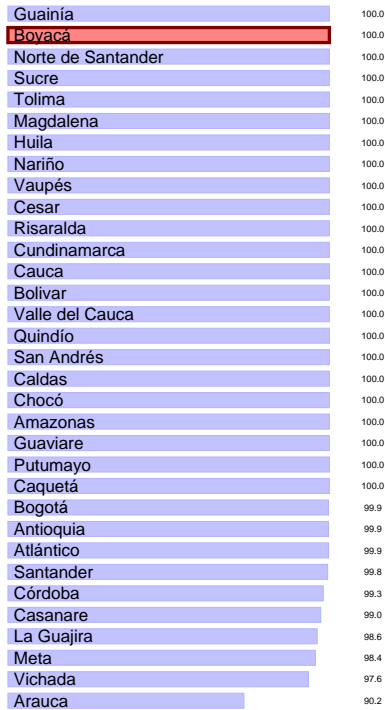 Guainía 100.0
Boyacá 100.0
Norte de Santander 100.0
Sucre 100.0
Tolima 100.0
Magdalena 100.0
Huila 100.0
Nariño 100.0
Vaupés 100.0
Cesar 100.0
Risaralda 100.0
Cundinamarca 100.0
Cauca 100.0
Bolivar 100.0
Valle del Cauca 100.0
Quindío 100.0
San Andrés 100.0
Caldas 100.0
Chocó 100.0
Amazonas 100.0
Guaviare 100.0
Putumayo 100.0
Caquetá 100.0
Bogotá 99.9
Antioquia 99.9
Atlántico 99.9
Santander 99.8
Córdoba 99.3
Casanare 99.0
La Guajira 98.6
Meta 98.4
Vichada 97.6
Arauca 90.2